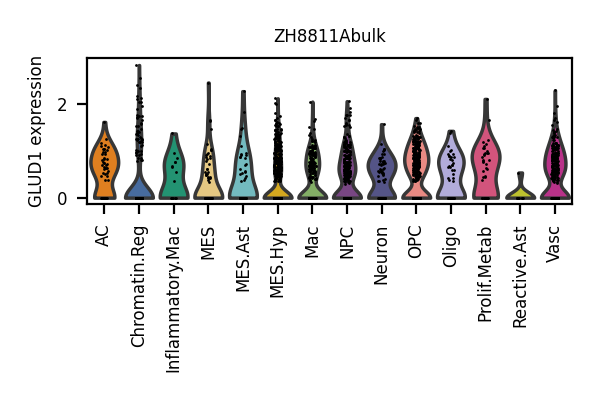 ZH8811Abulk
GLUD1 expression
2
0
AC
Chromatin.Reg
Inflammatory.Mac
MES
MES.Ast
MES.Hyp
Mac
NPC
Neuron
OPC
Oligo
Prolif.Metab
Reactive.Ast
Vasc